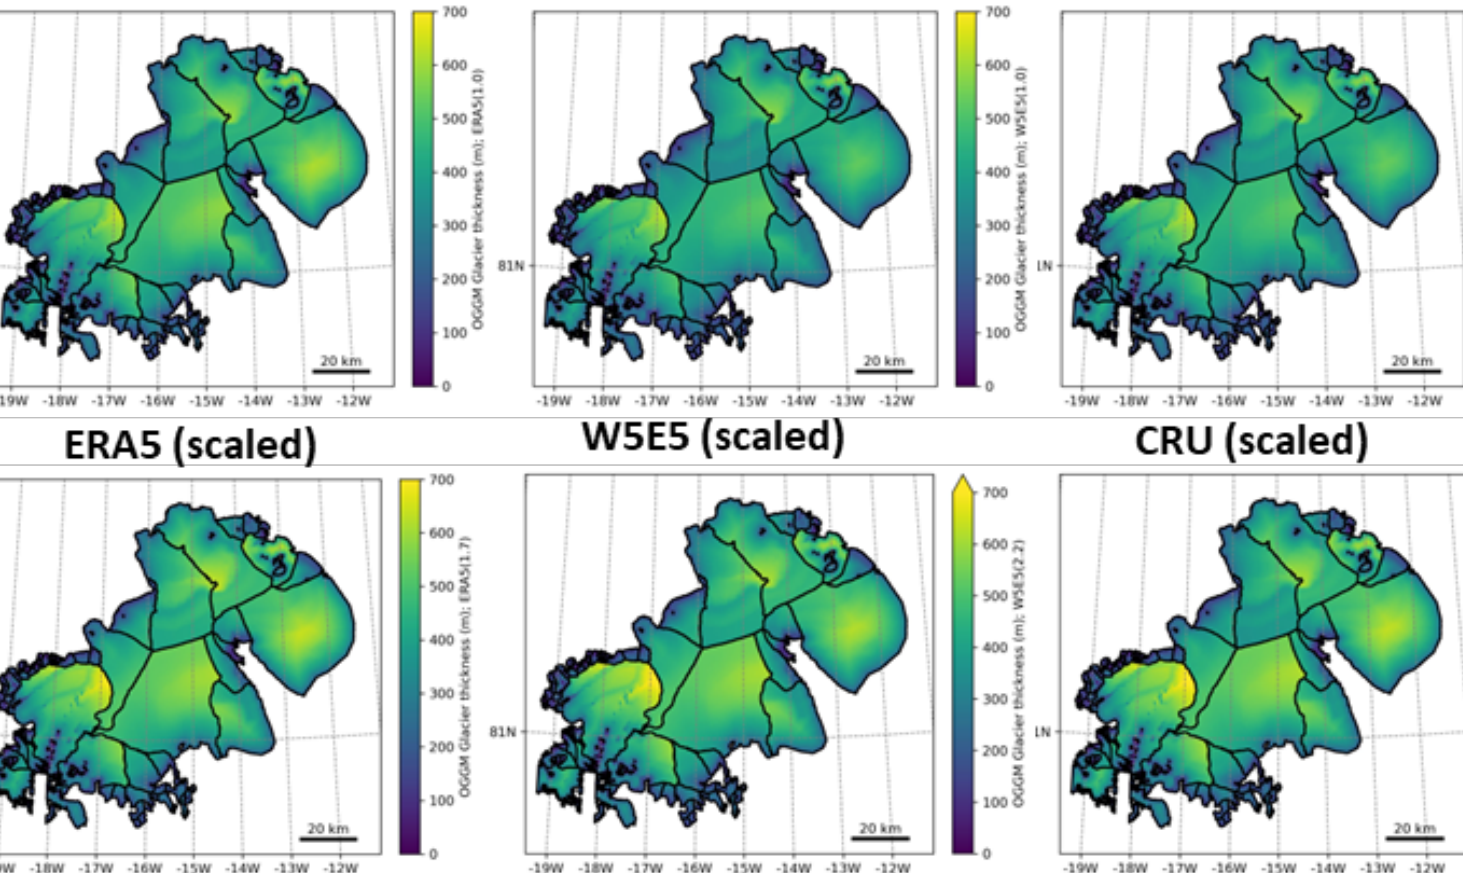 700
600
500
400
300
200
100
0
OGGM Glacier thickness (m); ERA5(1.0)
20 km
19W -18W -17W -16W -15W -14W -13W -12W
81N
700
600
500
400
300
200
100
0
OGGM Glacier thickness (m); W5E5(1.0)
20 km
-19W -18W -17W -16W -15W -14W -13W -12W
1N
20 km
-19W -18W -17W -16W -15W -14W -13W -12W
ERA5 (scaled)
W5E5 (scaled)
CRU (scaled)
700
600
500
400
300
200
100
0
OGGM Glacier thickness (m); ERA5(1.7)
20 km
9W -18W -17W -16W -15W -14W -13W -12W
81N
700
600
500
400
300
200
100
0
OGGM Glacier thickness (m); W5E5(2.2)
20 km
-19W -18W -17W -16W -15W -14W -13W -12W
1N
20 km
-19W -18W -17W -16W -15W -14W -13W -12W